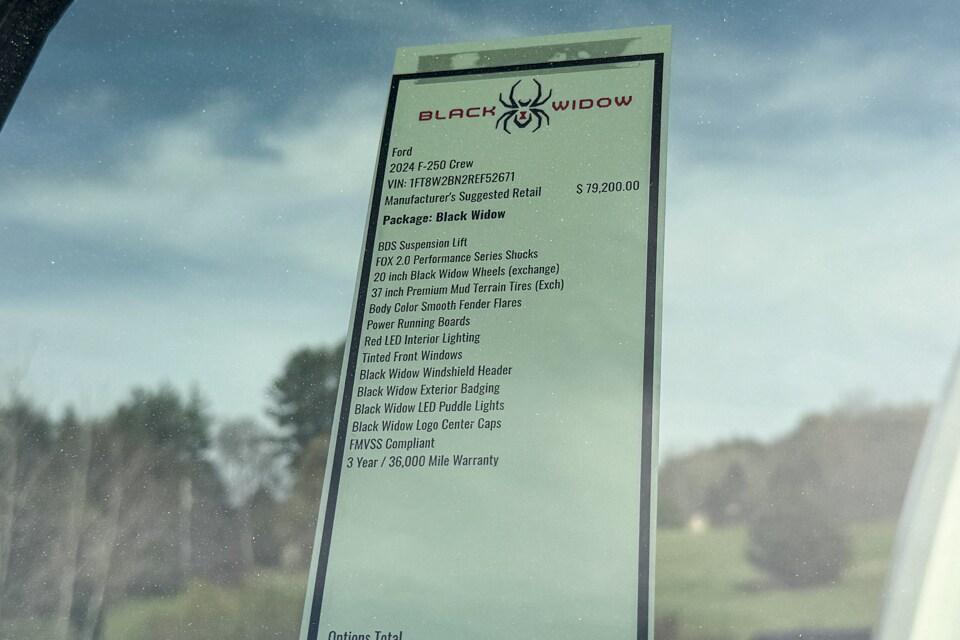 BLACK WIDOW
Ford
2024 F-250 Crew
VIN: 1FT8W2BN2REF52671
Manufacturer's Suggested Retail $ 79,200.00
Package: Black Widow
BDS Suspension Lift
FOX 2.0 Performance Series Shocks
20 inch Black Widow Wheels (exchange)
37 inch Premium Mud Terrain Tires (Exch)
Body Color Smooth Fender Flares
Power Running Boards
Red LED Interior Lighting
Tinted Front Windows
Black Widow Windshield Header
Black Widow Exterior Badging
Black Widow LED Puddle Lights
Black Widow Logo Center Caps
FMVSS Compliant
3 Year / 36,000 Mile Warranty
Options Total